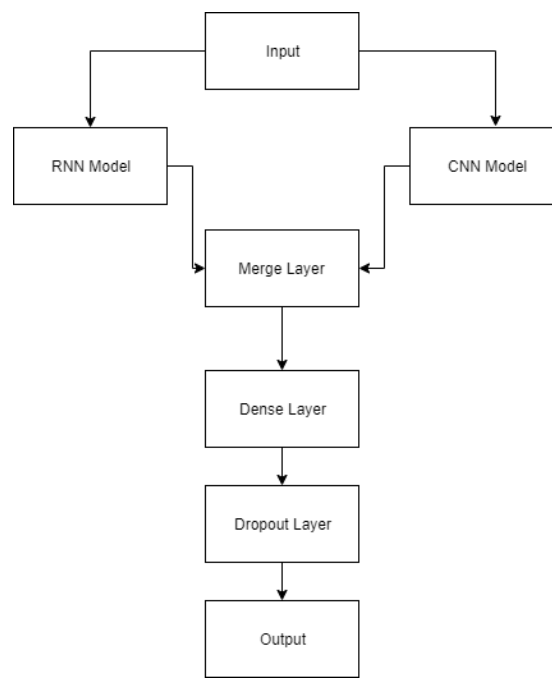 Input
RNN Model
CNN Model
Merge Layer
Dense Layer
Dropout Layer
Output